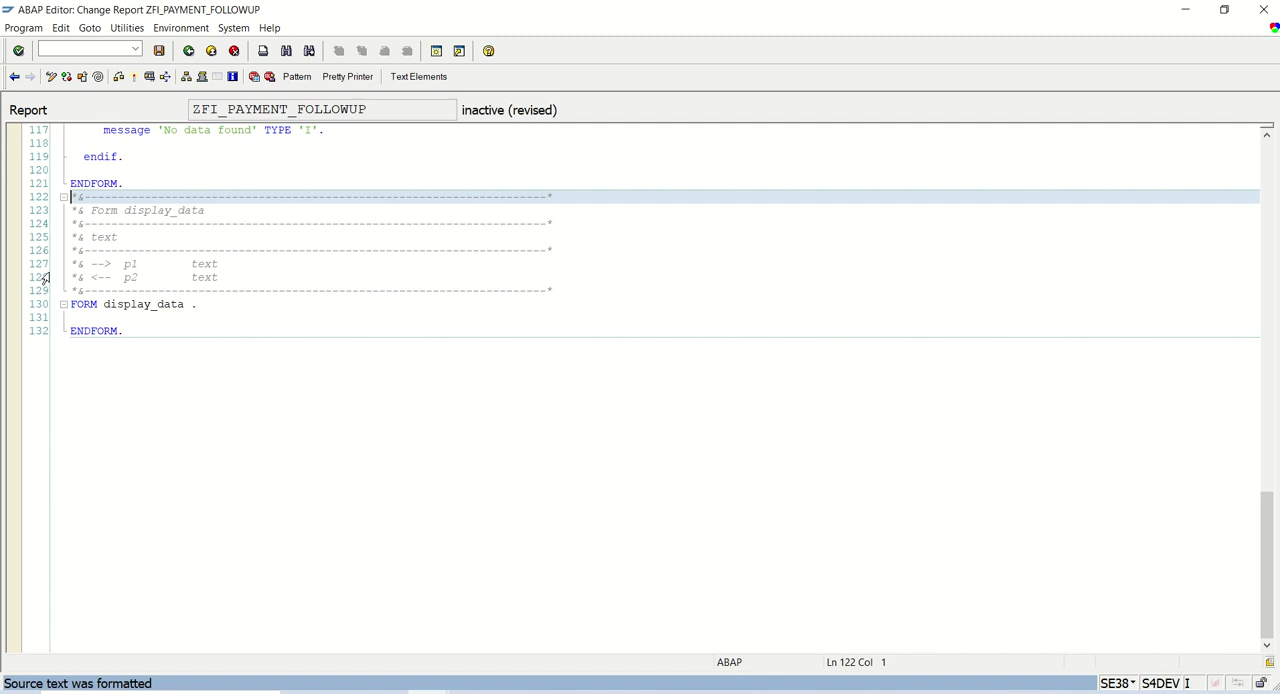 ABAP Editor: Change Report ZFI_PAYMENT_FOLLOWUP
Program Edit Goto Utilities Environment System Help
Pattern Pretty Printer Text Elements
Report ZFI_PAYMENT_FOLLOWUP inactive (revised)
117 message 'No data found' TYPE 'I'.
118
119 endif.
120
121 ENDFORM.
122 *&---------------------------------------------------------------------*
123 *& Form display_data
124 *&---------------------------------------------------------------------*
125 *& text
126 *&---------------------------------------------------------------------*
127 *& --> p1 text
128 *& <-- p2 text
129 *&---------------------------------------------------------------------*
130 FORM display_data .
131
132 ENDFORM.
ABAP Ln 122 Col 1
Source text was formatted SE38 S4DEV I